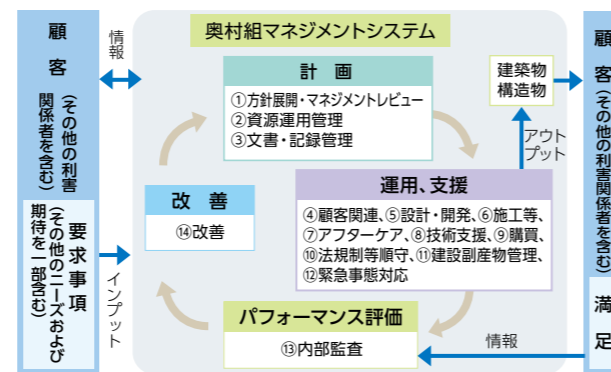 奥村組マネジメントシステム
顧客
（その他の利害
関係者を含む）
要求事項
（その他のニーズおよび
期待を一部含む）
情報
インプット
計画
①方針展開・マネジメントレビュー
②資源運用管理
③文書・記録管理
運用、支援
④顧客関連、⑤設計・開発、⑥施工等、
⑦アフターケア、⑧技術支援、⑨購買、
⑩法規制等順守、⑪建設副産物管理、
⑫緊急事態対応
改善
⑭改善
パフォーマンス評価
⑬内部監査
建築物
構造物
アウト
プット
情報
顧客（その他の利害関係者を含む）
満足